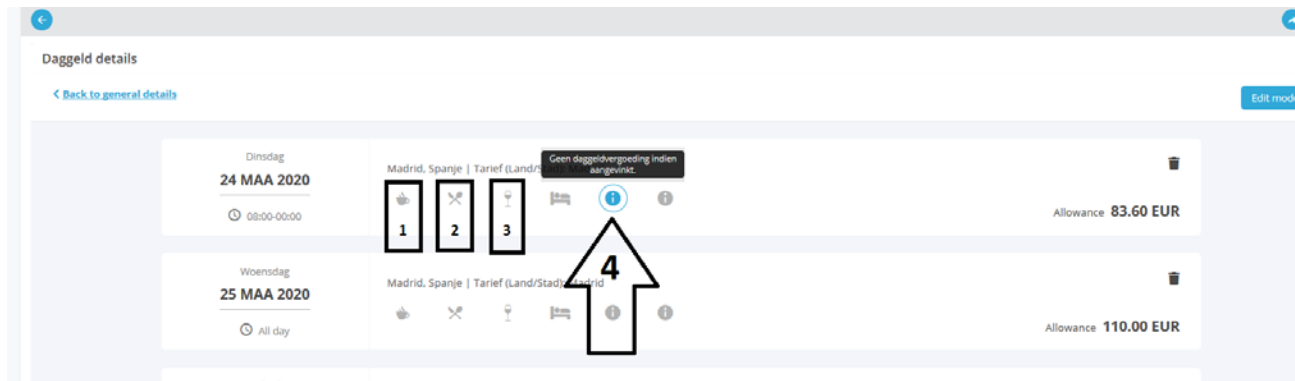 Daggeld details
Back to general details
Edit mode
Dinsdag
24 MAA 2020
08:00-00:00
Madrid, Spanje | Tarief (Land/
Geen daggeldvergoeding indien
aangevinkt.
1
2
3
4
Allowance 83.60 EUR
Woensdag
25 MAA 2020
All day
Madrid, Spanje | Tarief (Land/Stad): Madrid
Allowance 110.00 EUR